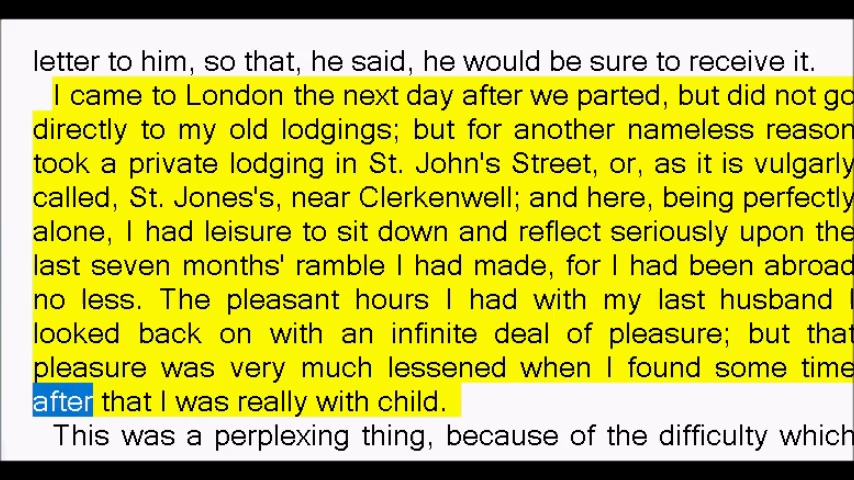 letter to him, so that, he said, he would be sure to receive it.
I came to London the next day after we parted, but did not go
directly to my old lodgings; but for another nameless reason
took a private lodging in St. John's Street, or, as it is vulgarly
called, St. Jones's, near Clerkenwell; and here, being perfectly
alone, I had leisure to sit down and reflect seriously upon the
last seven months' ramble I had made, for I had been abroad
no less. The pleasant hours I had with my last husband I
looked back on with an infinite deal of pleasure; but that
pleasure was very much lessened when I found some time
after that I was really with child.
This was a perplexing thing, because of the difficulty which